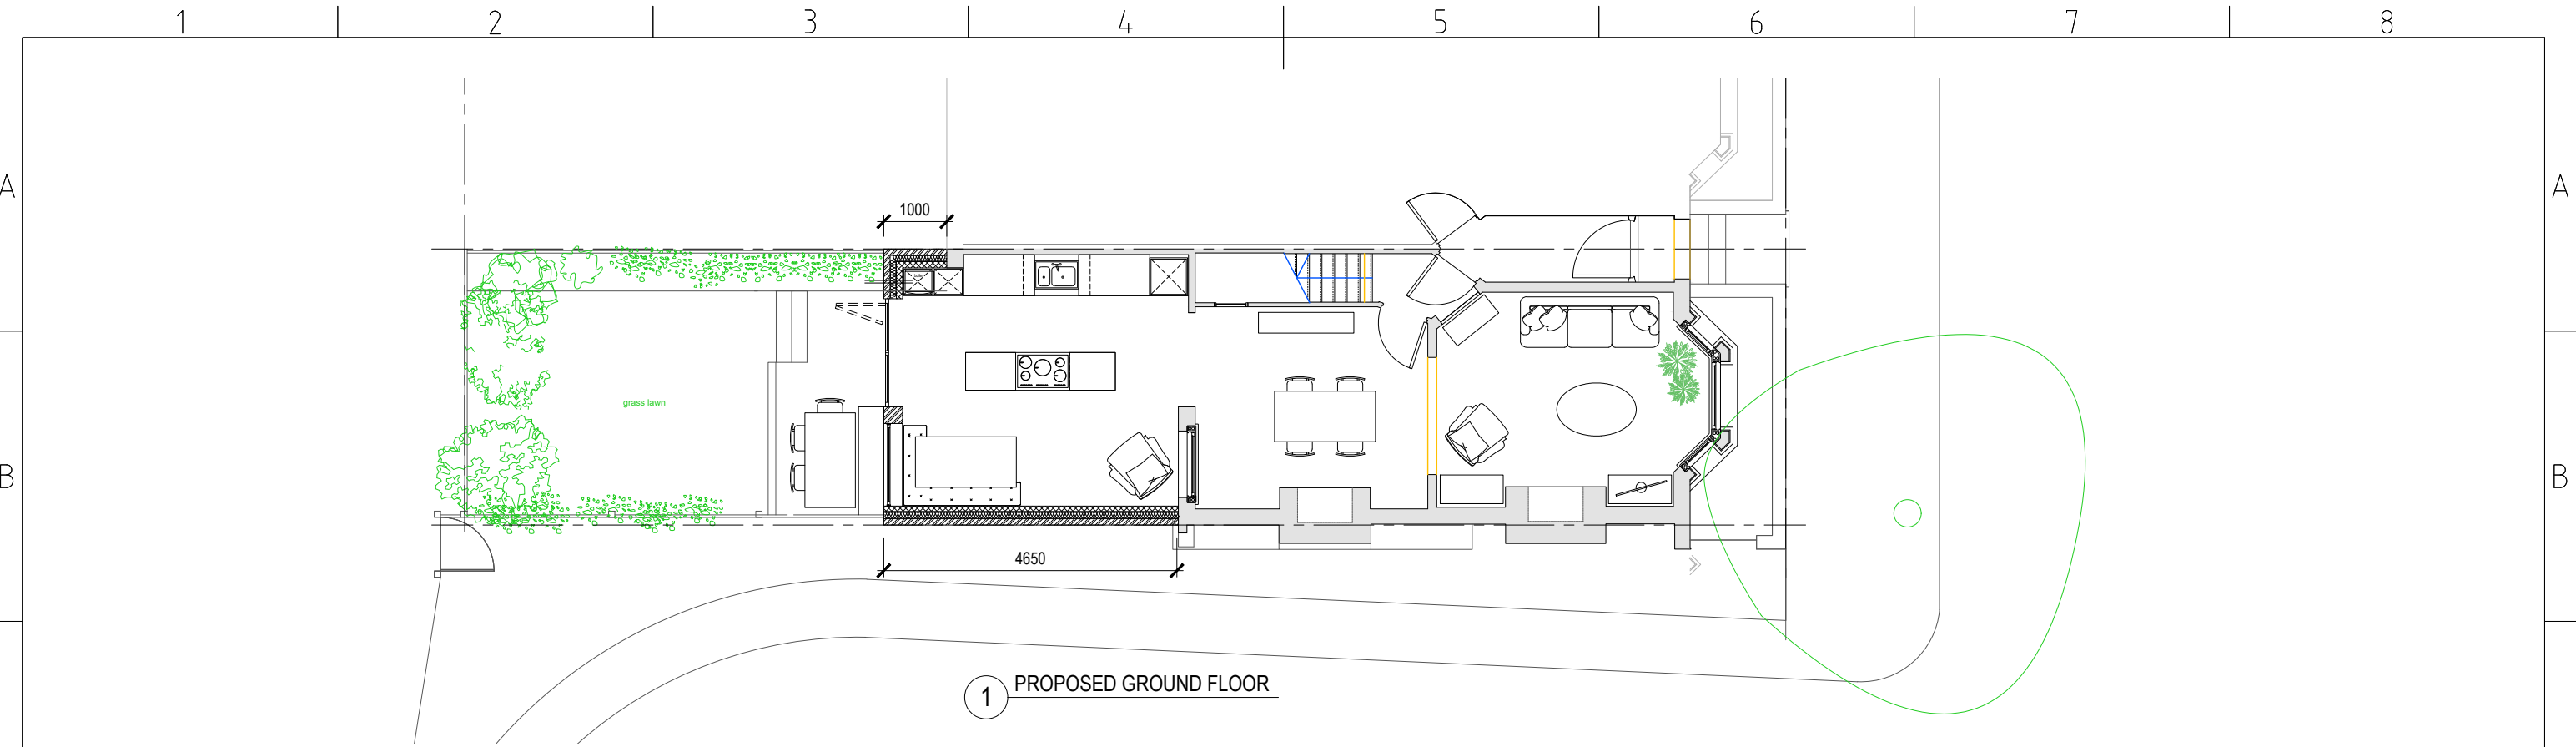 1 2 3 4 5 6 7 8
A A
1000
grass lawn
B B
4650
1 PROPOSED GROUND FLOOR